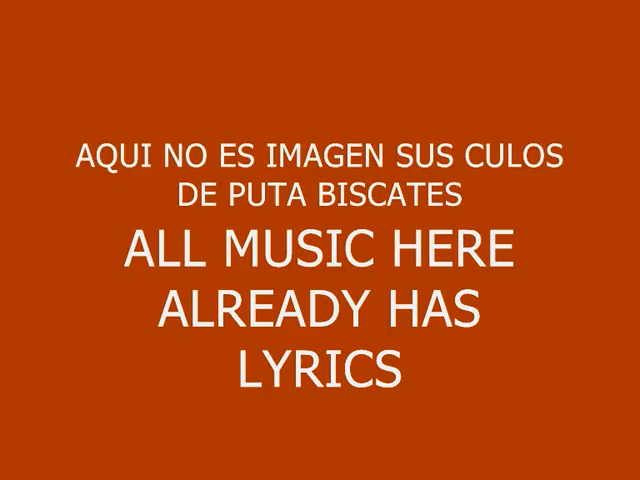 AQUI NO ES IMAGEN SUS CULOS
DE PUTA BISCATES
ALL MUSIC HERE
ALREADY HAS
LYRICS